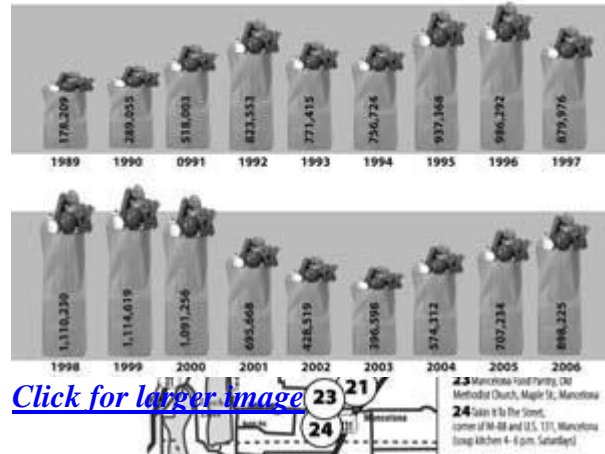 178,209 289,055 518,003 823,553 771,415 756,724 937,368 986,292 879,976
1989 1990 0991 1992 1993 1994 1995 1996 1997
1,110,230 1,114,619 1,091,256 695,668 428,519 396,598 574,312 707,234 898,225
1998 1999 2000 2001 2002 2003 2004 2005 2006
Click for larger image
21
23
24
131
Mancelona
23 Mancelona Food Pantry, Old
Methodist Church, Maple St., Mancelona
24 Takin It To The Street,
corner of M-88 and U.S. 131, Mancelona
(soup kitchen 4-6 p.m. Saturdays)